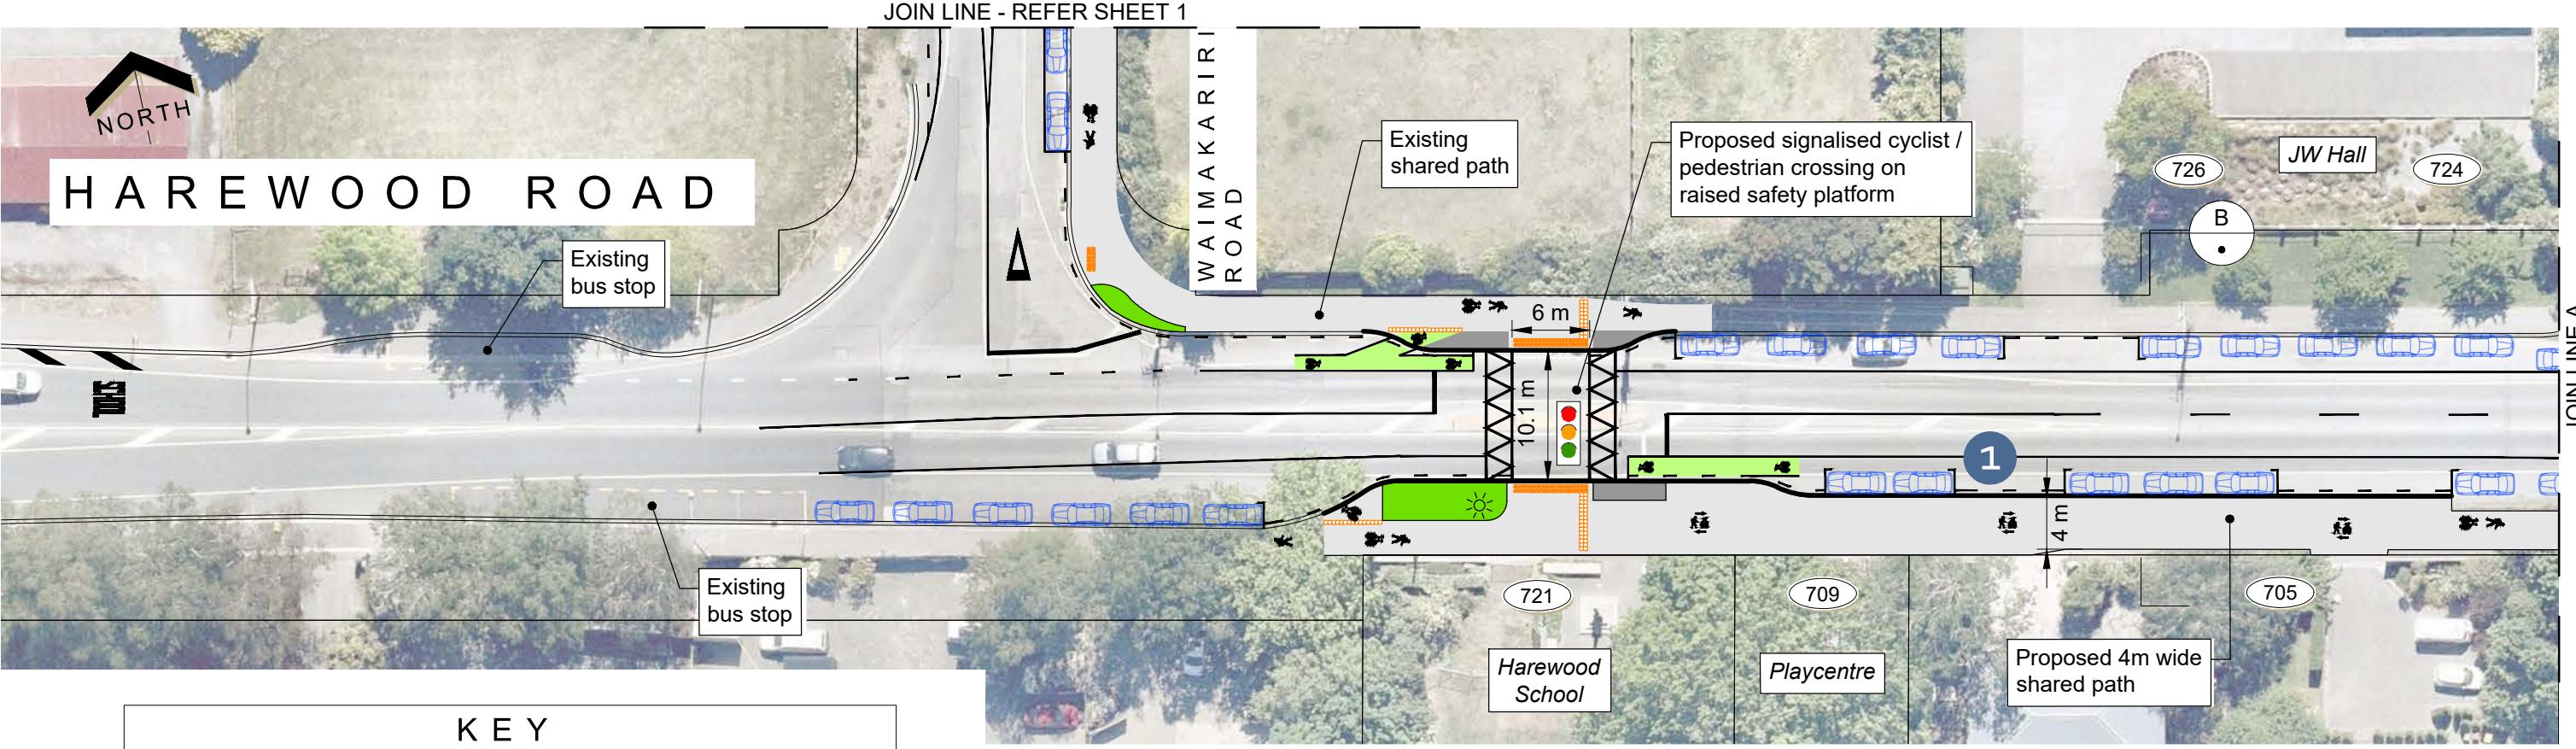 JOIN LINE - REFER SHEET 1
NORTH
HAREWOOD ROAD
WAIMAKARIRI
ROAD
Existing
bus stop
Existing
shared path
Proposed signalised cyclist /
pedestrian crossing on
raised safety platform
726
JW Hall
724
B
6 m
10.1 m
1
4 m
JOIN LINE A
Existing
bus stop
721
Harewood
School
709
Playcentre
705
Proposed 4m wide
shared path
KEY